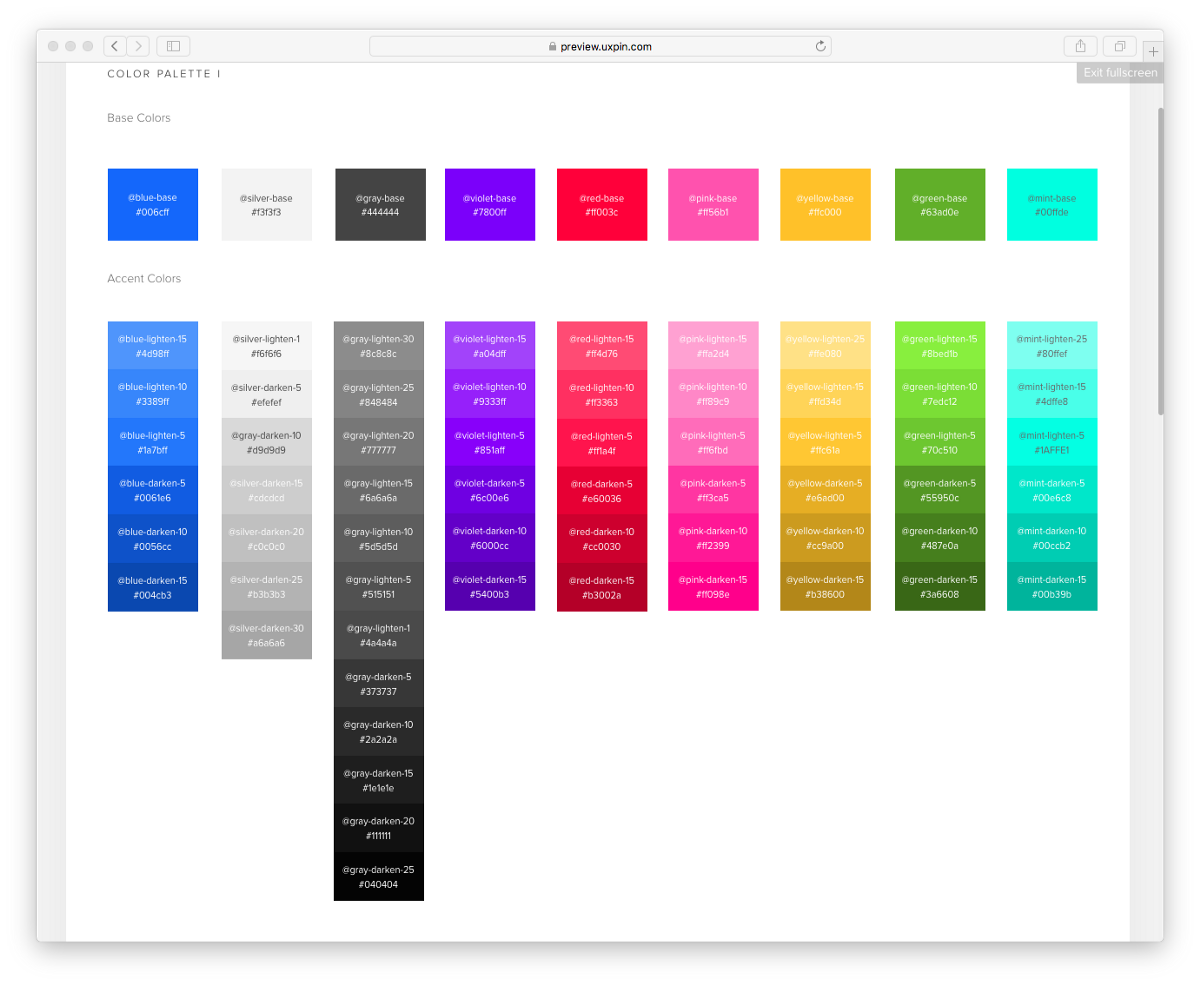 preview.uxpin.com
Exit fullscreen
COLOR PALETTE I
Base Colors
@blue-base
#006cff
@silver-base
#f3f3f3
@gray-base
#444444
@violet-base
#7800ff
@red-base
#ff003c
@pink-base
#ff56b1
@yellow-base
#ffc000
@green-base
#63ad0e
@mint-base
#00ffde
Accent Colors
@blue-lighten-15
#4d98ff
@blue-lighten-10
#3389ff
@blue-lighten-5
#1a7bff
@blue-darken-5
#0061e6
@blue-darken-10
#0056cc
@blue-darken-15
#004cb3
@silver-lighten-1
#f6f6f6
@silver-darken-5
#efefef
@gray-darken-10
#d9d9d9
@silver-darken-15
#cdcdcd
@silver-darken-20
#c0c0c0
@silver-darlen-25
#b3b3b3
@silver-darken-30
#a6a6a6
@gray-lighten-30
#8c8c8c
@gray-lighten-25
#848484
@gray-lighten-20
#777777
@gray-lighten-15
#6a6a6a
@gray-lighten-10
#5d5d5d
@gray-lighten-5
#515151
@gray-lighten-1
#4a4a4a
@gray-darken-5
#373737
@gray-darken-10
#2a2a2a
@gray-darken-15
#1e1e1e
@gray-darken-20
#111111
@gray-darken-25
#040404
@violet-lighten-15
#a04dff
@violet-lighten-10
#9333ff
@violet-lighten-5
#851aff
@violet-darken-5
#6c00e6
@violet-darken-10
#6000cc
@violet-darken-15
#5400b3
@red-lighten-15
#ff4d76
@red-lighten-10
#ff3363
@red-lighten-5
#ff1a4f
@red-darken-5
#e60036
@red-darken-10
#cc0030
@red-darken-15
#b3002a
@pink-lighten-15
#ffa2d4
@pink-lighten-10
#ff89c9
@pink-lighten-5
#ff6fbd
@pink-darken-5
#ff3ca5
@pink-darken-10
#ff2399
@pink-darken-15
#ff098e
@yellow-lighten-25
#ffe080
@yellow-lighten-15
#ffd34d
@yellow-lighten-5
#ffc61a
@yellow-darken-5
#e6ad00
@yellow-darken-10
#cc9a00
@yellow-darken-15
#b38600
@green-lighten-15
#8bed1b
@green-lighten-10
#7edc12
@green-lighten-5
#70c510
@green-darken-5
#55950c
@green-darken-10
#487e0a
@green-darken-15
#3a6608
@mint-lighten-25
#80ffef
@mint-lighten-15
#4dffe8
@mint-lighten-5
#1AFFE1
@mint-darken-5
#00e6c8
@mint-darken-10
#00ccb2
@mint-darken-15
#00b39b